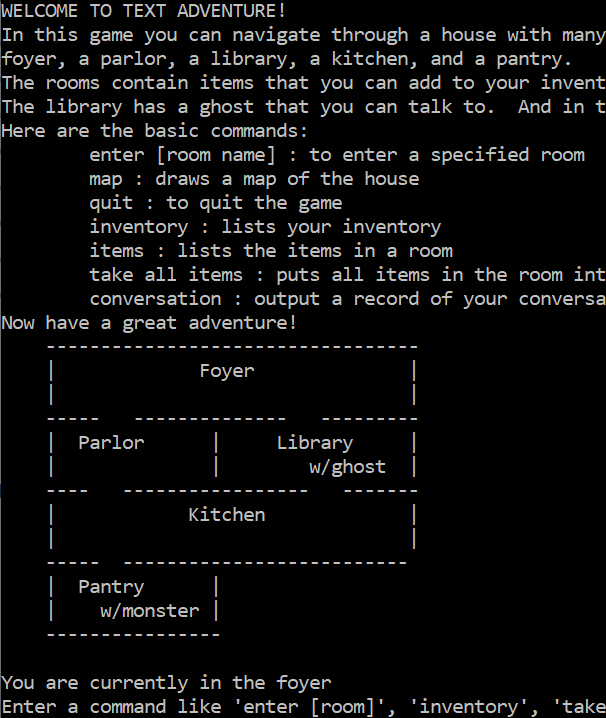 WELCOME TO TEXT ADVENTURE!
In this game you can navigate through a house with many
foyer, a parlor, a library, a kitchen, and a pantry.
The rooms contain items that you can add to your invent
The library has a ghost that you can talk to.  And in t
Here are the basic commands:
        enter [room name] : to enter a specified room
        map : draws a map of the house
        quit : to quit the game
        inventory : lists your inventory
        items : lists the items in a room
        take all items : puts all items in the room int
        conversation : output a record of your conversa
Now have a great adventure!
    ----------------------------------
    |             Foyer              |
    |                                |
    -----   --------------   ---------
    |  Parlor      |     Library     |
    |              |        w/ghost  |
    ----   -----------------   -------
    |            Kitchen             |
    |                                |
    -----  --------------------------
    |  Pantry      |
    |    w/monster |
    ----------------

You are currently in the foyer
Enter a command like 'enter [room]', 'inventory', 'take